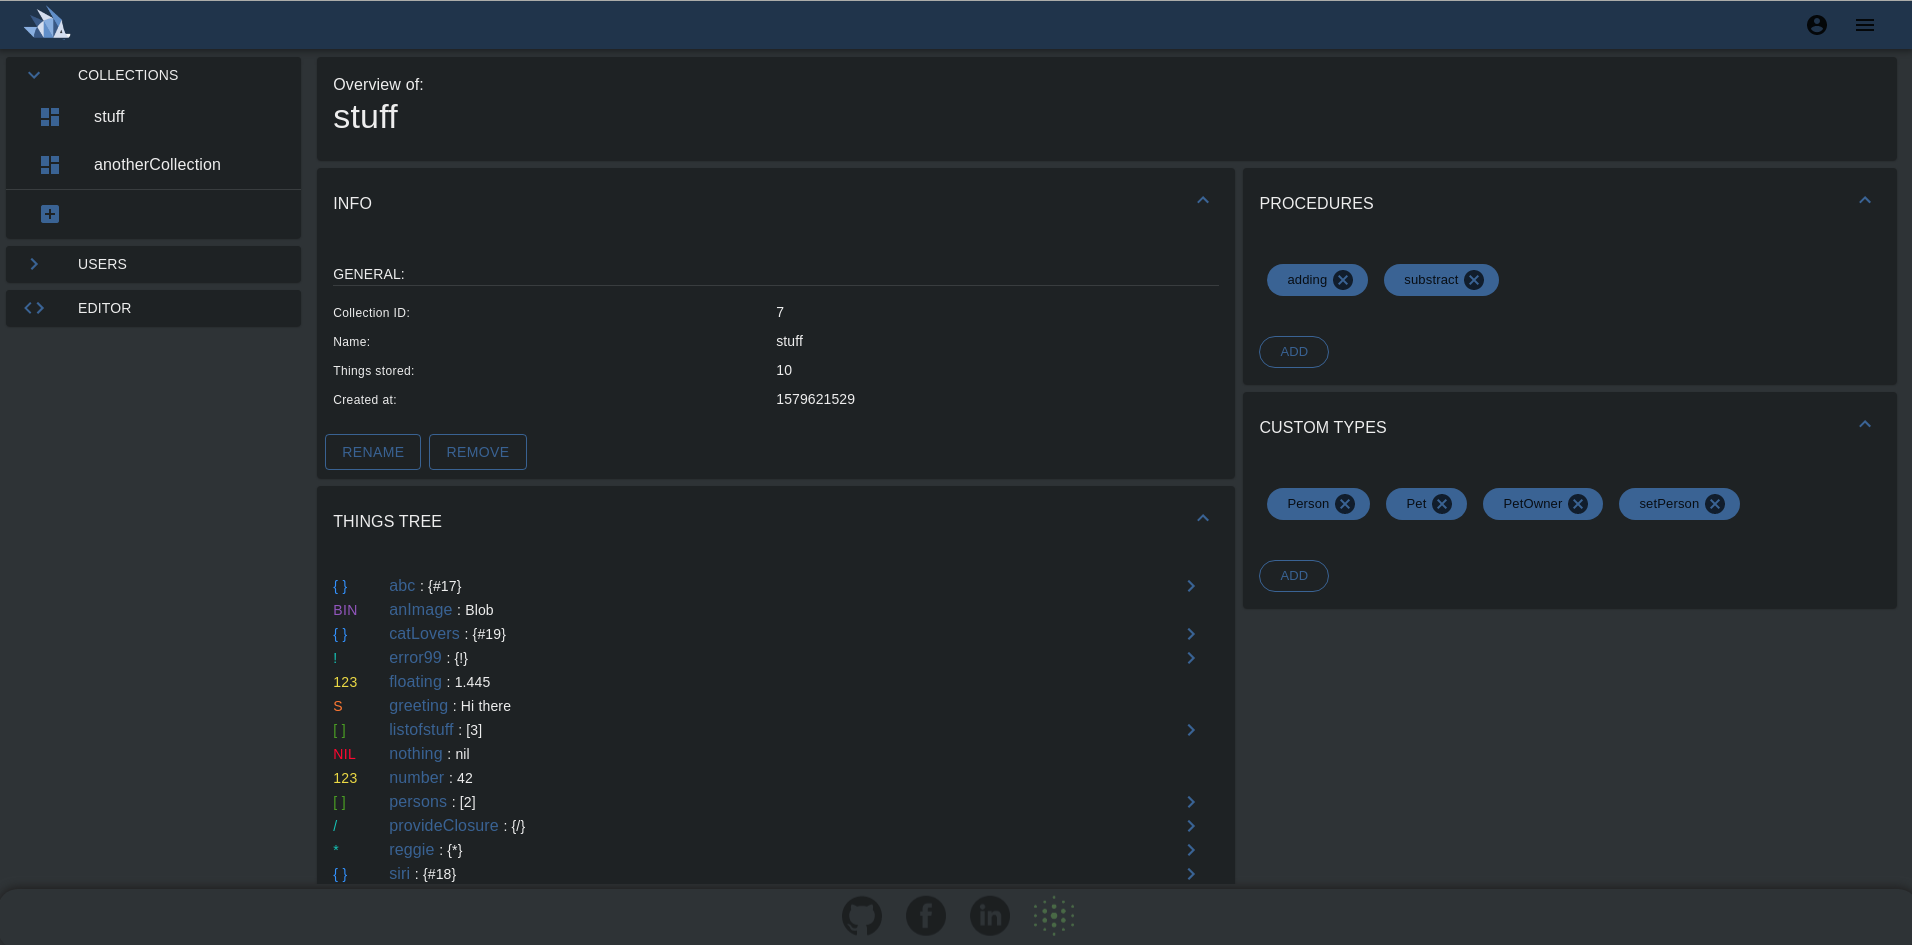 COLLECTIONS
stuff
anotherCollection
USERS
EDITOR
Overview of:
stuff
INFO
GENERAL:
Collection ID: 7
Name: stuff
Things stored: 10
Created at: 1579621529
RENAME REMOVE
THINGS TREE
{ } abc : {#17}
BIN anImage : Blob
{ } catLovers : {#19}
! error99 : {!}
123 floating : 1.445
S greeting : Hi there
[ ] listofstuff : [3]
NIL nothing : nil
123 number : 42
[ ] persons : [2]
/ provideClosure : {/}
* reggie : {*}
{ } siri : {#18}
PROCEDURES
adding substract
ADD
CUSTOM TYPES
Person Pet PetOwner setPerson
ADD